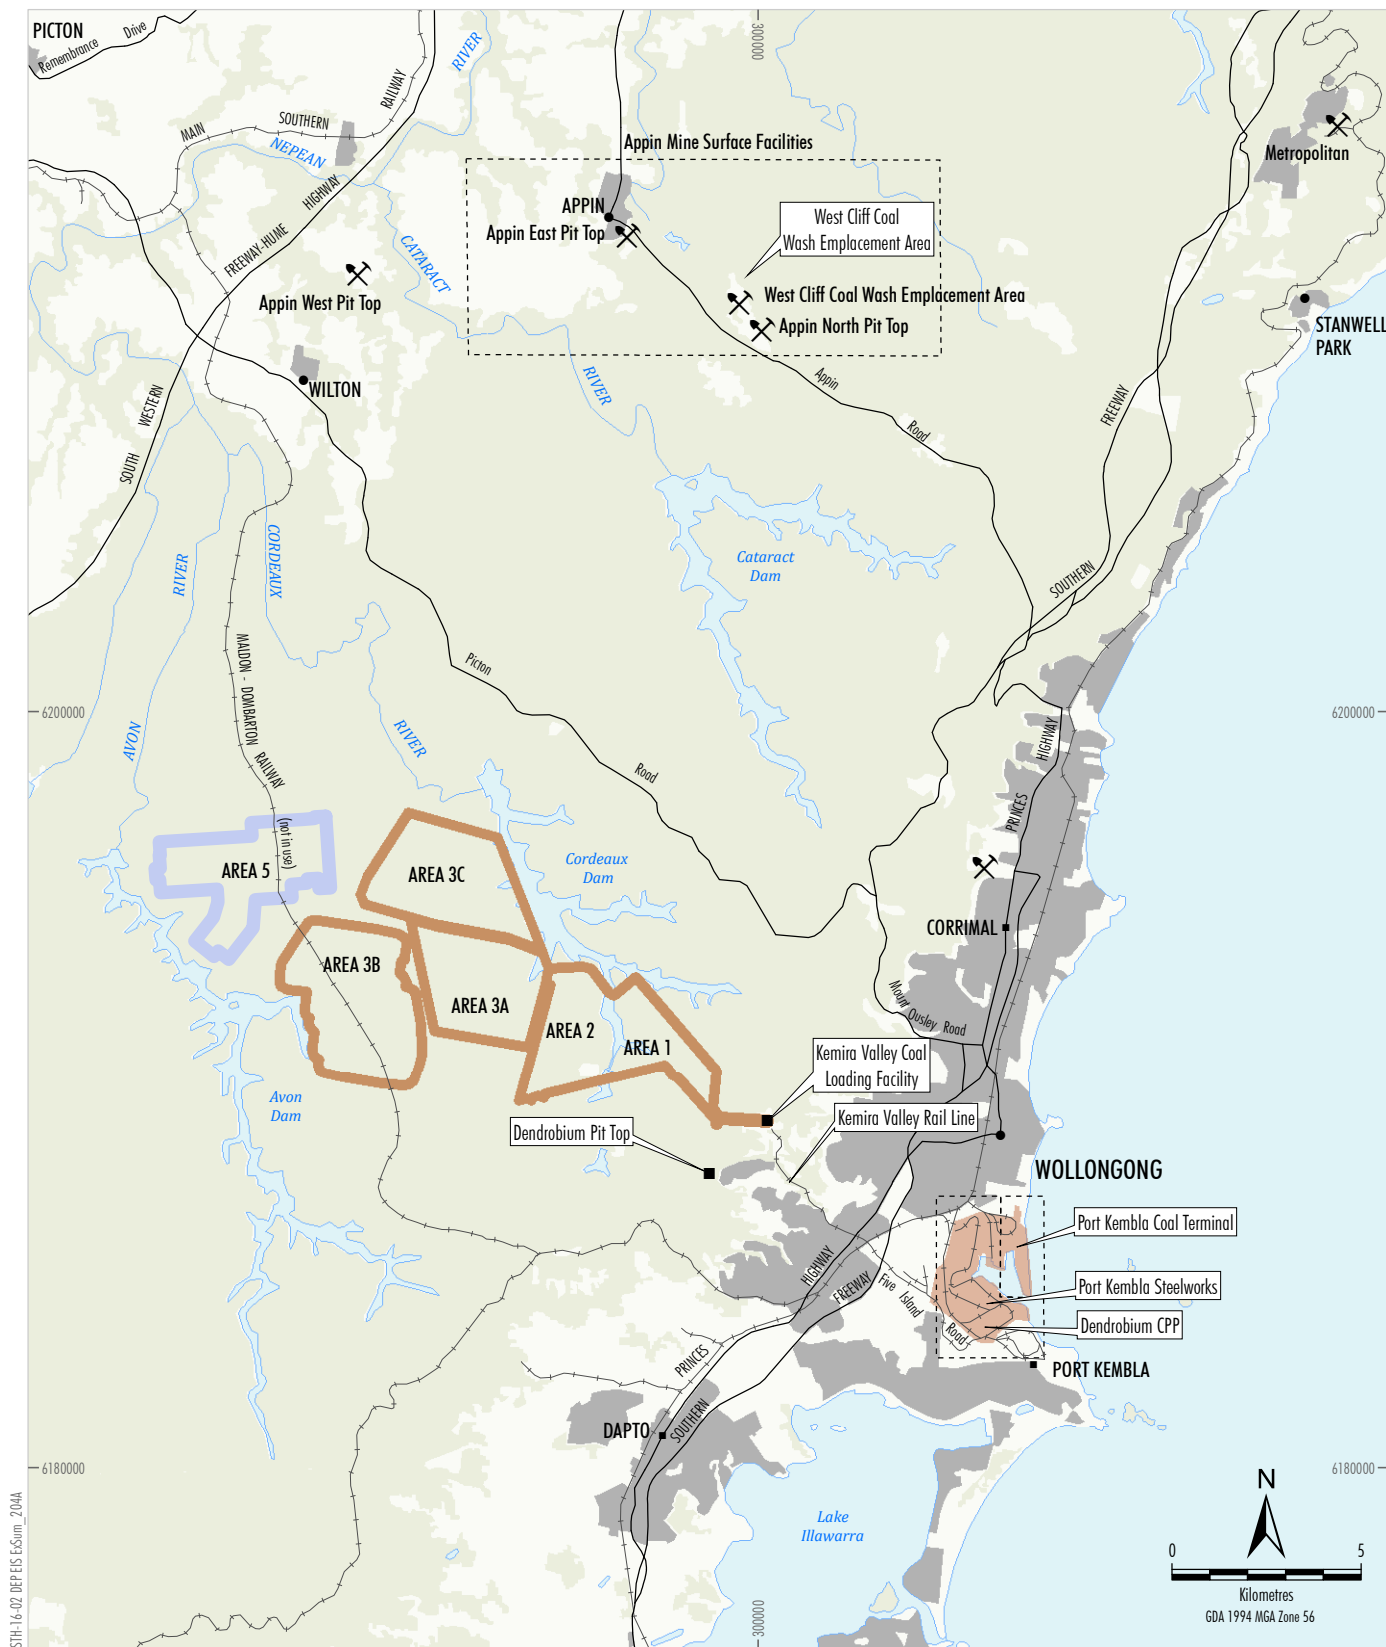 PICTON
Remembrance Drive
RIVER
300000
MAIN SOUTHERN RAILWAY
NEPEAN
Appin Mine Surface Facilities
Metropolitan
FREEWAY-HUME HIGHWAY
APPIN
Appin East Pit Top
West Cliff Coal
Wash Emplacement Area
CATARACT
Appin West Pit Top
West Cliff Coal Wash Emplacement Area
Appin North Pit Top
STANWELL
PARK
WILTON
RIVER
Appin Road
FREEWAY
SOUTH WESTERN
CORDEAUX
RIVER
Cataract
Dam
SOUTHERN
MALDON - DOMBARTON RAILWAY
(not in use)
Picton Road
6200000
6200000
AVON
RIVER
HIGHWAY
PRINCES
AREA 5
AREA 3C
Cordeaux
Dam
CORRIMAL
AREA 3B
AREA 3A
AREA 2
AREA 1
Mount Ousley Road
Kemira Valley Coal
Loading Facility
Avon
Dam
Dendrobium Pit Top
Kemira Valley Rail Line
WOLLONGONG
Port Kembla Coal Terminal
HIGHWAY
FREEWAY
Five Island Road
Port Kembla Steelworks
Dendrobium CPP
PRINCES
PORT KEMBLA
DAPTO
SOUTHERN
6180000
6180000
Lake
Illawarra
N
0 5
Kilometres
GDA 1994 MGA Zone 56
300000
STH-16-02 DEP EIS ExSum_204A